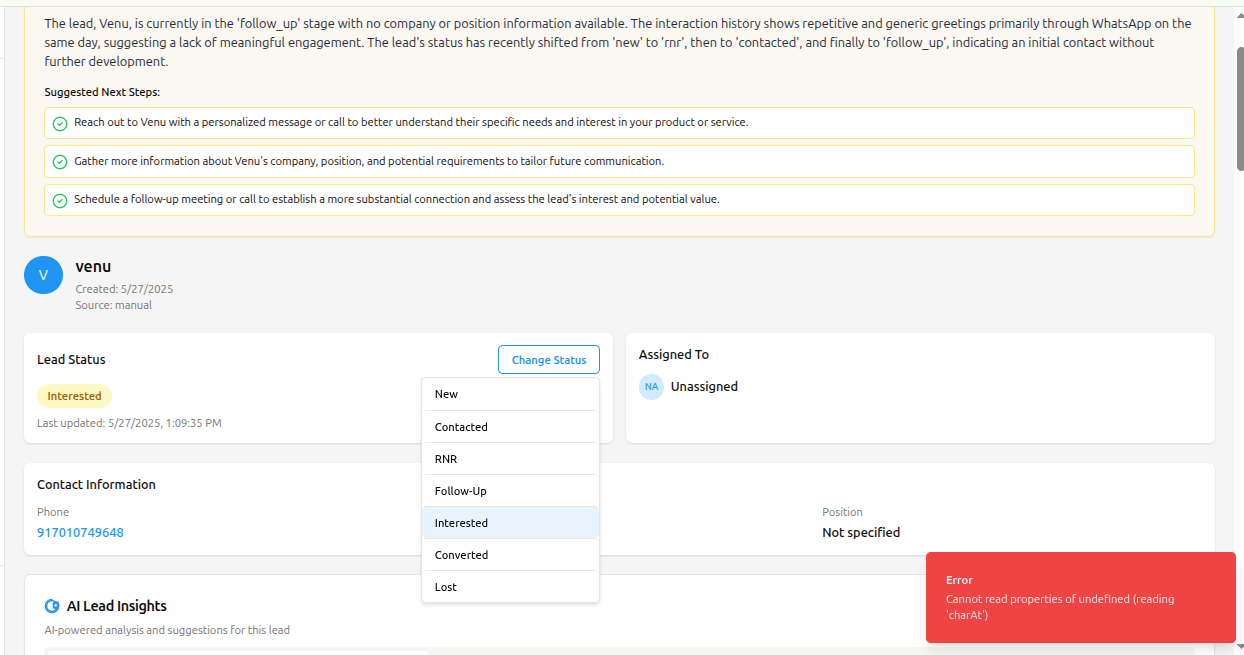 The lead, Venu, is currently in the 'follow_up' stage with no company or position information available. The interaction history shows repetitive and generic greetings primarily through WhatsApp on the
same day, suggesting a lack of meaningful engagement. The lead's status has recently shifted from 'new' to 'rnr', then to 'contacted', and finally to 'follow_up', indicating an initial contact without
further development.
Suggested Next Steps:
Reach out to Venu with a personalized message or call to better understand their specific needs and interest in your product or service.
Gather more information about Venu's company, position, and potential requirements to tailor future communication.
Schedule a follow-up meeting or call to establish a more substantial connection and assess the lead's interest and potential value.
V
venu
Created: 5/27/2025
Source: manual
Lead Status
Change Status
Interested
Last updated: 5/27/2025, 1:09:35 PM
New
Contacted
RNR
Follow-Up
Interested
Converted
Lost
Assigned To
NA
Unassigned
Contact Information
Phone
917010749648
Position
Not specified
AI Lead Insights
AI-powered analysis and suggestions for this lead
Error
Cannot read properties of undefined (reading
'charAt')